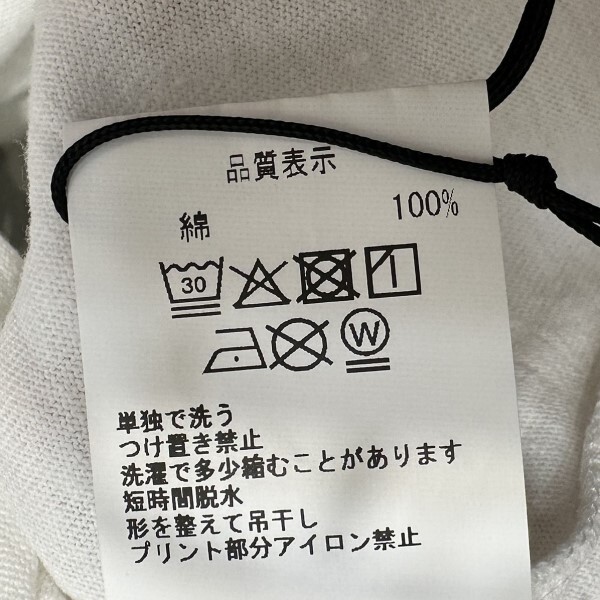 品質表示
綿 100%
30
W
単独で洗う
つけ置き禁止
洗濯で多少縮むことがあります
短時間脱水
形を整えて吊干し
プリント部分アイロン禁止